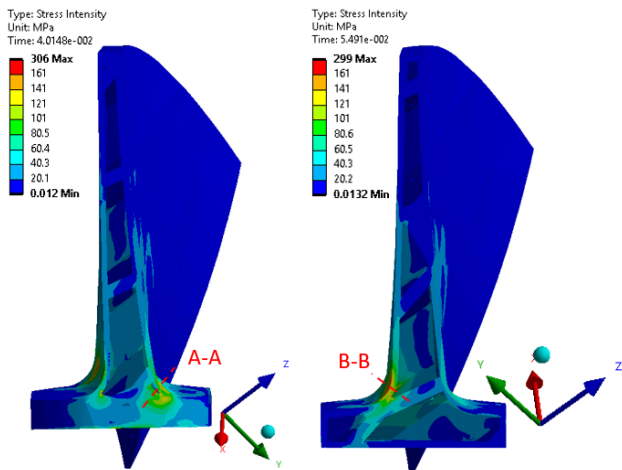 Type: Stress Intensity
Unit: MPa
Time: 4.0148e-002
306 Max
161
141
121
101
80.5
60.4
40.3
20.1
0.012 Min
A-A
Z
X
Y
Type: Stress Intensity
Unit: MPa
Time: 5.491e-002
299 Max
161
141
121
101
80.6
60.5
40.3
20.2
0.0132 Min
B-B
Y
Z